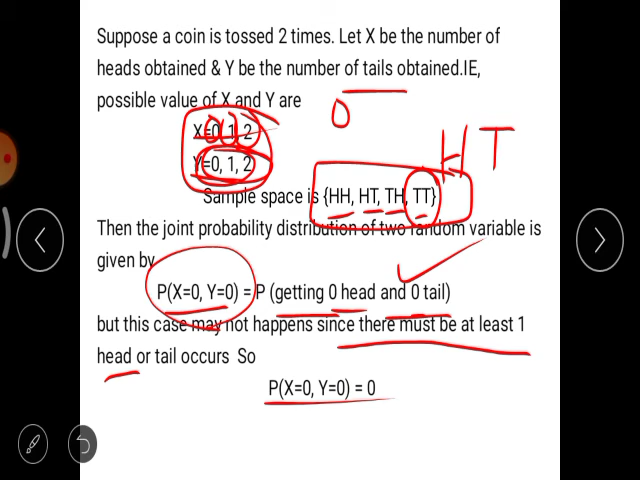 Suppose a coin is tossed 2 times. Let X be the number of
heads obtained & Y be the number of tails obtained.IE,
possible value of X and Y are
0
X=0, 1, 2
H T
Y=0, 1, 2
Sample space is {HH, HT, TH, TT}
Then the joint probability distribution of two random variable is
given by
P(X=0, Y=0) = P (getting 0 head and 0 tail)
but this case may not happens since there must be at least 1
head or tail occurs So
P(X=0, Y=0) = 0